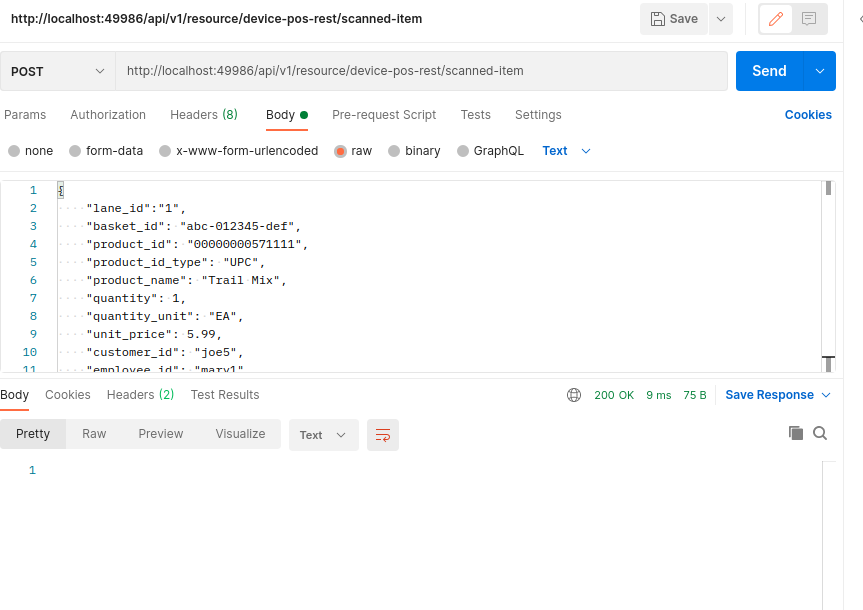 http://localhost:49986/api/v1/resource/device-pos-rest/scanned-item Save
POST http://localhost:49986/api/v1/resource/device-pos-rest/scanned-item Send
Params Authorization Headers (8) Body Pre-request Script Tests Settings Cookies
none form-data x-www-form-urlencoded raw binary GraphQL Text
1 {
2 "lane_id":"1",
3 "basket_id": "abc-012345-def",
4 "product_id": "00000000571111",
5 "product_id_type": "UPC",
6 "product_name": "Trail Mix",
7 "quantity": 1,
8 "quantity_unit": "EA",
9 "unit_price": 5.99,
10 "customer_id": "joe5",
11 "employee_id": "mary1"
Body Cookies Headers (2) Test Results 200 OK 9 ms 75 B Save Response
Pretty Raw Preview Visualize Text
1